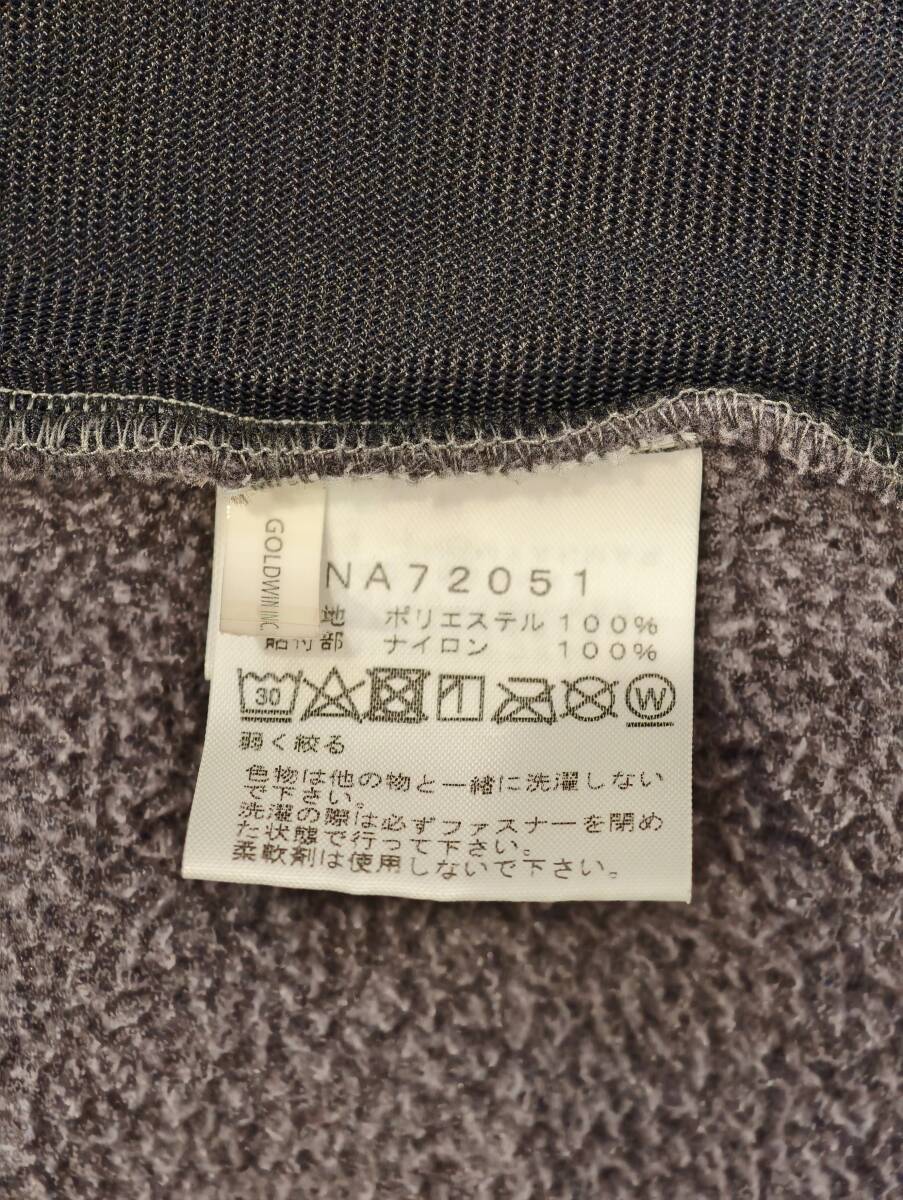 GOLDWIN INC.
NA72051
地 ポリエステル 100%
貼付部 ナイロン 100%
30
W
弱く絞る
色物は他の物と一緒に洗濯しない
で下さい。
洗濯の際は必ずファスナーを閉め
た状態で行って下さい。
柔軟剤は使用しないで下さい。